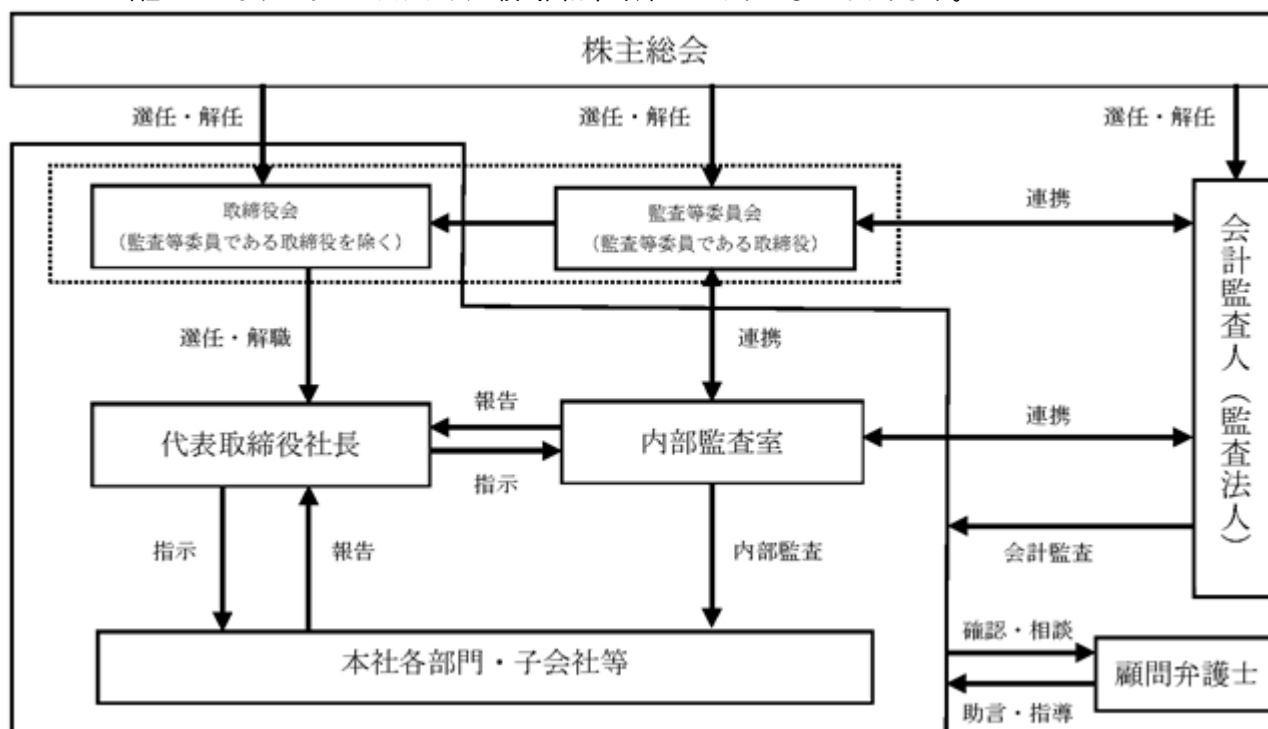 株主総会
選任・解任
選任・解任
選任・解任
取締役会
(監査等委員である取締役を除く)
監査等委員会
(監査等委員である取締役)
連携
会計監査人(監査法人)
選任・解職
連携
報告
代表取締役社長
内部監査室
連携
指示
指示
報告
内部監査
会計監査
確認・相談
本社各部門・子会社等
顧問弁護士
助言・指導